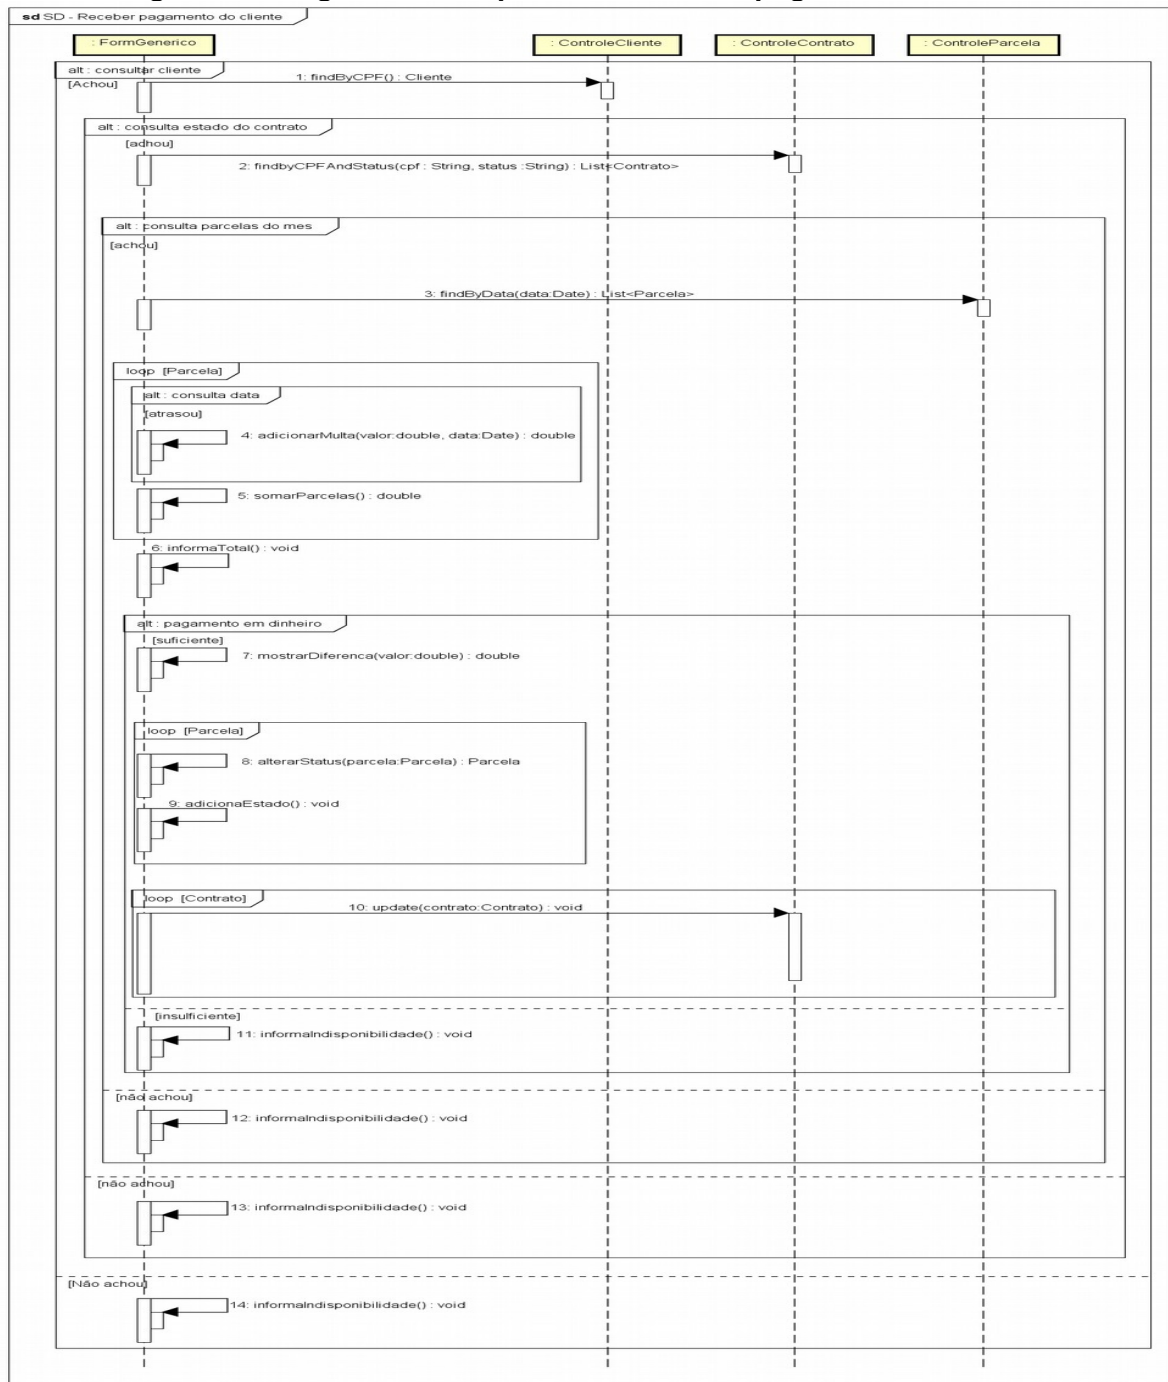 sd SD - Receber pagamento do cliente
: FormGenerico
: ControleCliente
: ControleContrato
: ControleParcela
alt : consultar cliente
[Achou]
1: findByCPF() : Cliente
alt : consulta estado do contrato
[achou]
2: findbyCPFAndStatus(cpf : String, status :String) : List<Contrato>
alt : consulta parcelas do mes
[achou]
3: findByData(data:Date) : List<Parcela>
loop [Parcela]
alt : consulta data
[atrasou]
4: adicionarMulta(valor:double, data:Date) : double
5: somarParcelas() : double
6: informaTotal() : void
alt : pagamento em dinheiro
[suficiente]
7: mostrarDiferenca(valor:double) : double
loop [Parcela]
8: alterarStatus(parcela:Parcela) : Parcela
9: adicionaEstado() : void
loop [Contrato]
10: update(contrato:Contrato) : void
[insuficiente]
11: informaIndisponibilidade() : void
[não achou]
12: informaIndisponibilidade() : void
[não achou]
13: informaIndisponibilidade() : void
[Não achou]
14: informaIndisponibilidade() : void